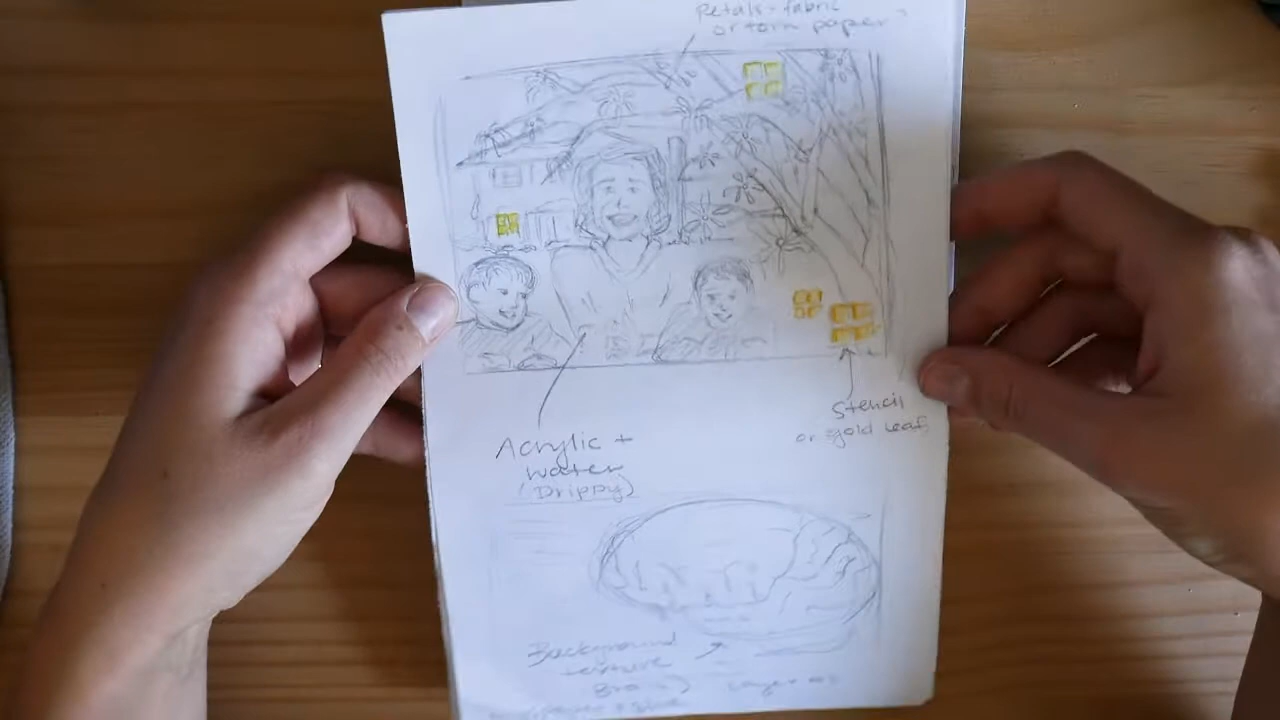 Petals - fabric
or torn paper
Stencil
or gold leaf
Acrylic +
water
(Drippy)
Background
texture